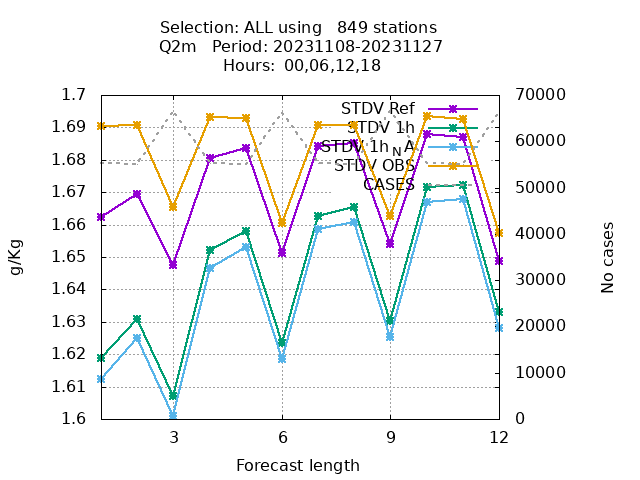 Selection: ALL using 849 stations
Q2m Period: 20231108-20231127
Hours: 00,06,12,18
1.7
1.69
1.68
1.67
1.66
1.65
1.64
1.63
1.62
1.61
1.6
g/Kg
STDV Ref
STDV 1h
STDV 1h N A
STDV OBS
CASES
70000
60000
50000
40000
30000
20000
10000
0
No cases
3
6
9
12
Forecast length